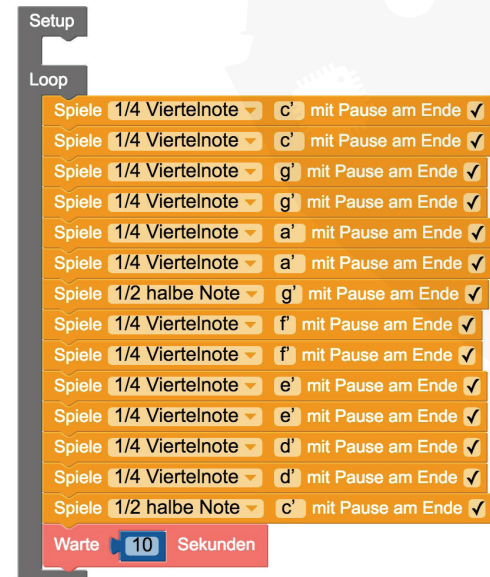 Setup
Loop
Spiele 1/4 Viertelnote c’ mit Pause am Ende ✓
Spiele 1/4 Viertelnote c’ mit Pause am Ende ✓
Spiele 1/4 Viertelnote g’ mit Pause am Ende ✓
Spiele 1/4 Viertelnote g’ mit Pause am Ende ✓
Spiele 1/4 Viertelnote a’ mit Pause am Ende ✓
Spiele 1/4 Viertelnote a’ mit Pause am Ende ✓
Spiele 1/2 halbe Note g’ mit Pause am Ende ✓
Spiele 1/4 Viertelnote f’ mit Pause am Ende ✓
Spiele 1/4 Viertelnote f’ mit Pause am Ende ✓
Spiele 1/4 Viertelnote e’ mit Pause am Ende ✓
Spiele 1/4 Viertelnote e’ mit Pause am Ende ✓
Spiele 1/4 Viertelnote d’ mit Pause am Ende ✓
Spiele 1/4 Viertelnote d’ mit Pause am Ende ✓
Spiele 1/2 halbe Note c’ mit Pause am Ende ✓
Warte 10 Sekunden